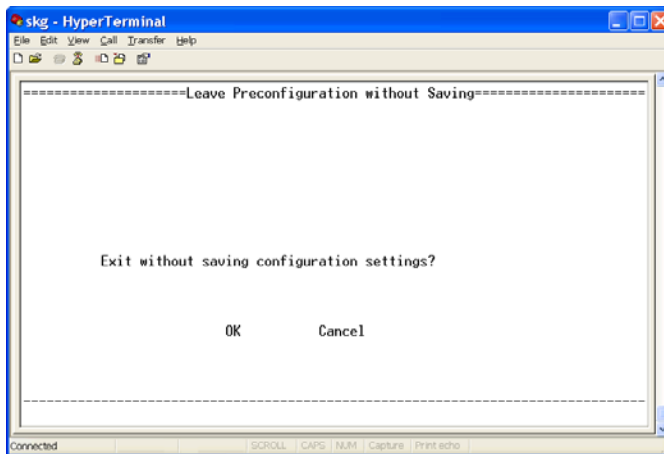 skg - HyperTerminal
File Edit View Call Transfer Help
=====================Leave Preconfiguration without Saving======================
Exit without saving configuration settings?
OK Cancel
--------------------------------------------------------------------------------
Connected SCROLL CAPS NUM Capture Print echo